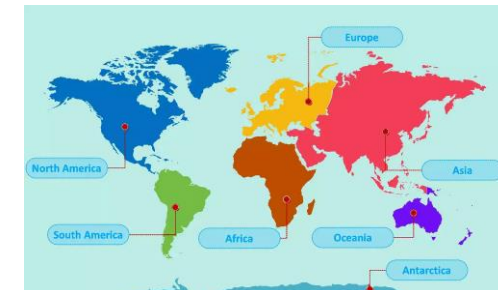 Europe
North America
Asia
South America
Africa
Oceania
Antarctica